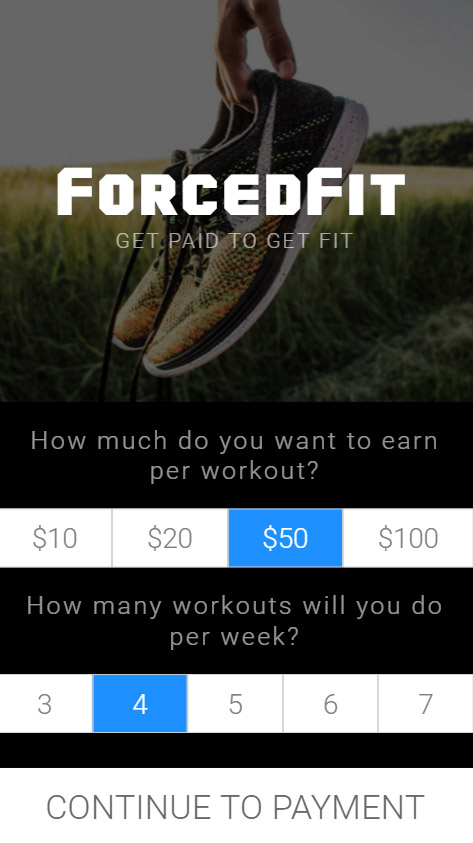 FORCEDFIT
GET PAID TO GET FIT
How much do you want to earn
per workout?
$10 $20 $50 $100
How many workouts will you do
per week?
3 4 5 6 7
CONTINUE TO PAYMENT